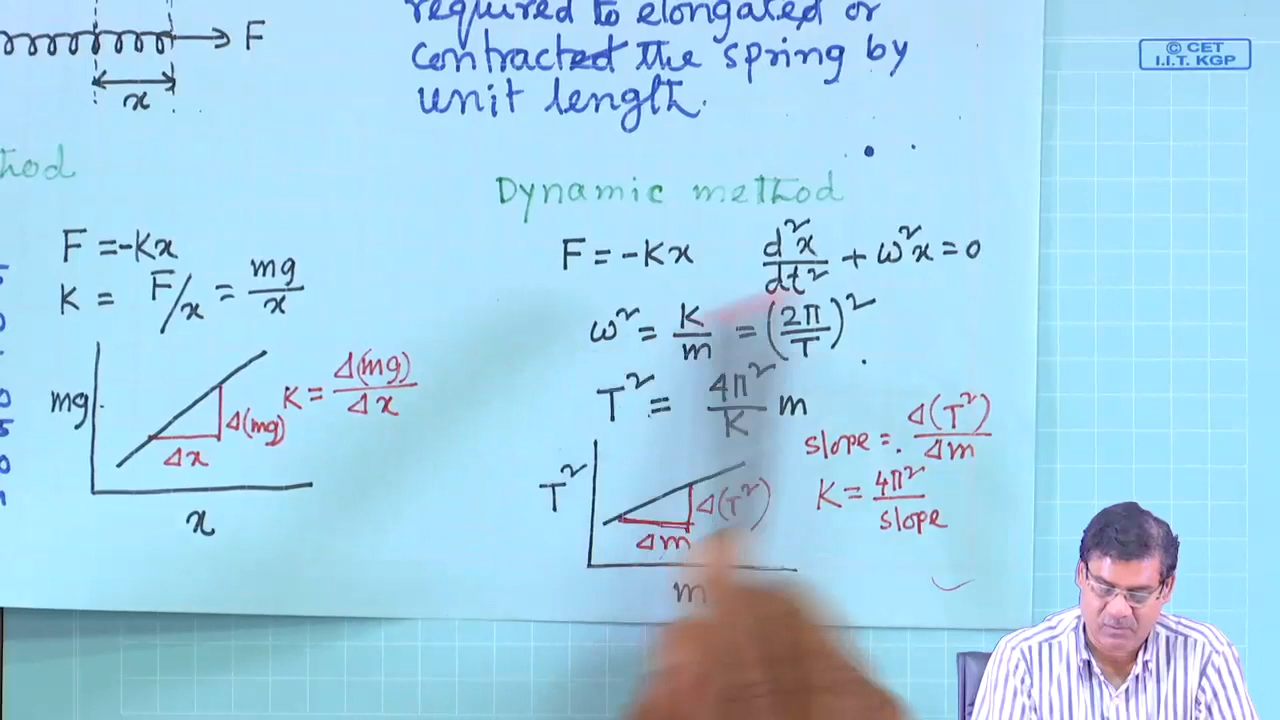 required to elongated or
F
contracted the spring by
x
unit length.
© CET
I.I.T. KGP
Dynamic method
F = -Kx
K = F/x = mg/x
mg
K = Δ(mg)/Δx
Δ(mg)
Δx
x
F = -Kx d²x/dt² + ω²x = 0
ω² = K/m = (2π/T)²
T² = 4π²/K m
slope = Δ(T²)/Δm
K = 4π²/slope
T²
Δ(T²)
Δm
m